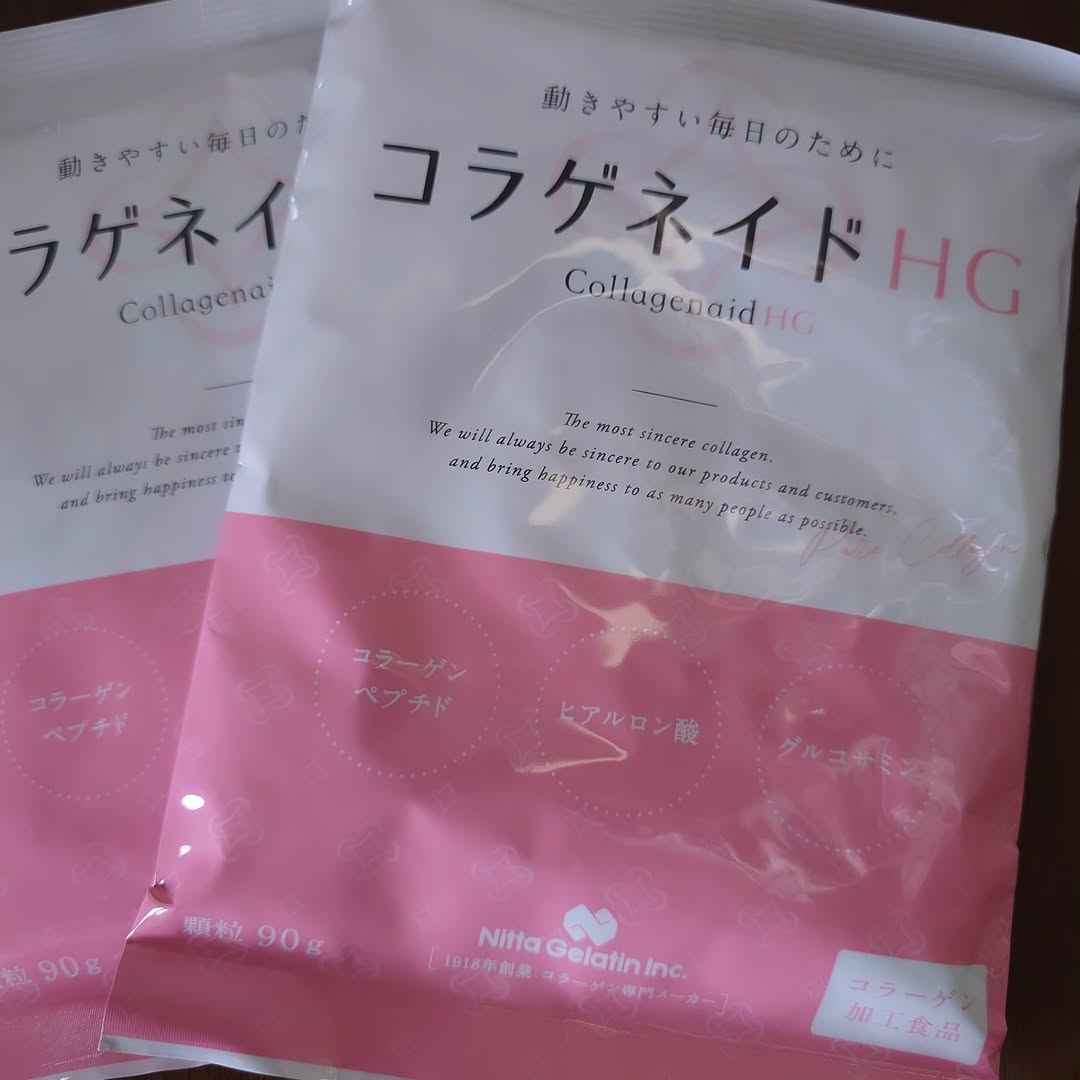 動きやすい毎日のために
コラゲネイドHG
Collagenaid HG
The most sincere collagen.
We will always be sincere to our products and customers,
and bring happiness to as many people as possible.
Pure Collagen
コラーゲン
ペプチド
ヒアルロン酸
グルコサミン
顆粒 90g
Nitta Gelatin Inc.
[1918年創業 コラーゲン専門メーカー]
コラーゲン
加工食品
動きやすい毎日の
ラゲネイ
Collagena
The most sin
We will always be sincere
and bring happiness to
コラーゲン
ペプチド
粒 90g